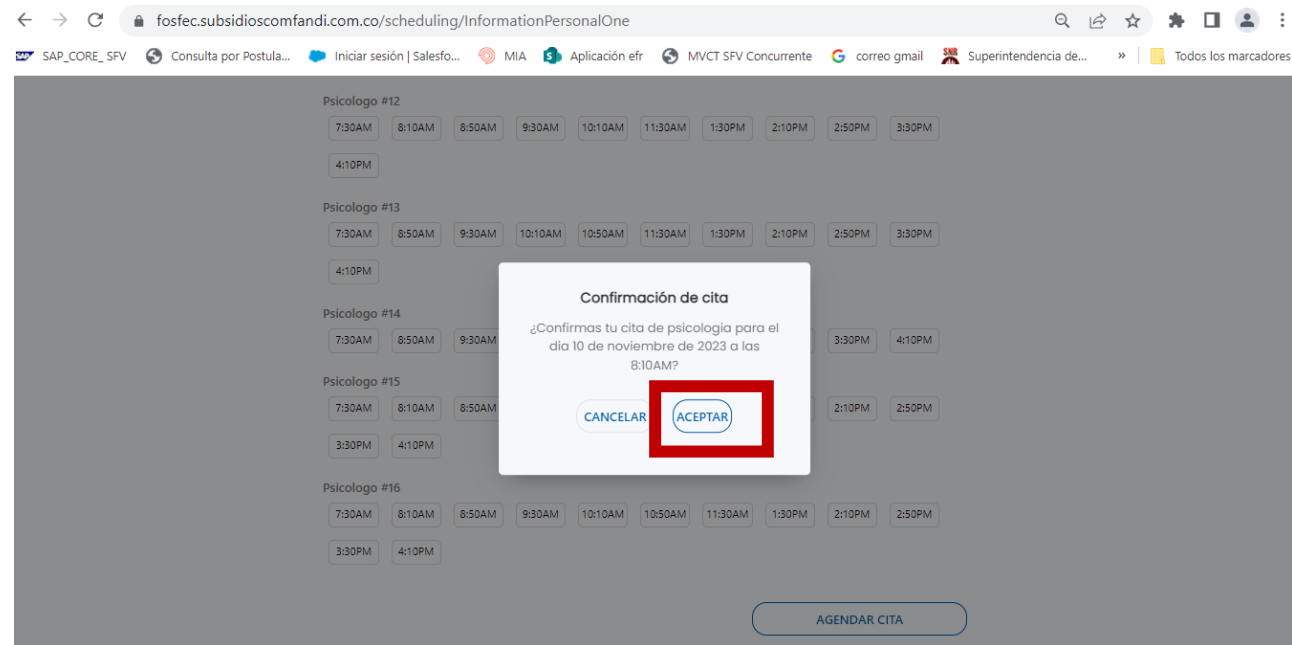 fosfec.subsidioscomfandi.com.co/scheduling/InformationPersonalOne
SAP_CORE_ SFV Consulta por Postula... Iniciar sesión | Salesfo... MIA Aplicación efr MVCT SFV Concurrente correo gmail Superintendencia de... » Todos los marcadores
Psicologo #12
7:30AM 8:10AM 8:50AM 9:30AM 10:10AM 11:30AM 1:30PM 2:10PM 2:50PM 3:30PM
4:10PM
Psicologo #13
7:30AM 8:50AM 9:30AM 10:10AM 10:50AM 11:30AM 1:30PM 2:10PM 2:50PM 3:30PM
4:10PM
Psicologo #14
7:30AM 8:50AM 9:30AM 3:30PM 4:10PM
Psicologo #15
7:30AM 8:10AM 8:50AM 2:10PM 2:50PM
3:30PM 4:10PM
Confirmación de cita
¿Confirmas tu cita de psicologia para el
dia 10 de noviembre de 2023 a las
8:10AM?
CANCELAR ACEPTAR
Psicologo #16
7:30AM 8:10AM 8:50AM 9:30AM 10:10AM 10:50AM 11:30AM 1:30PM 2:10PM 2:50PM
3:30PM 4:10PM
AGENDAR CITA